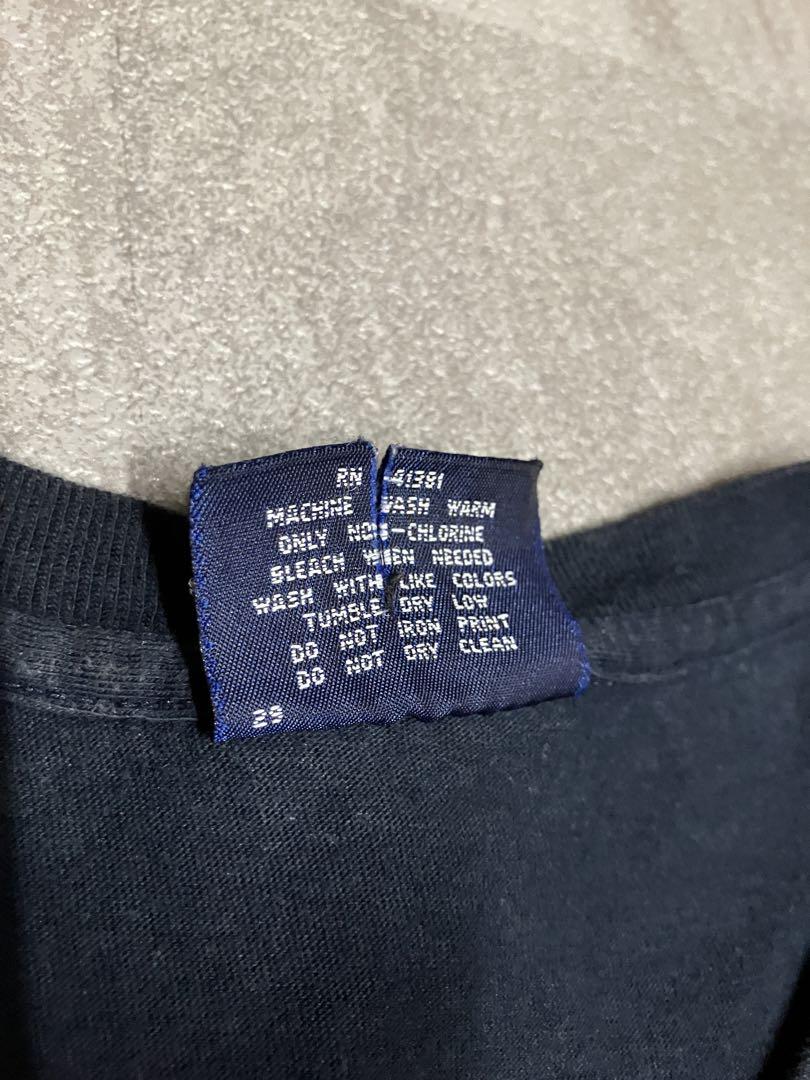 RN 41381
MACHINE WASH WARM
ONLY NON-CHLORINE
BLEACH WHEN NEEDED
WASH WITH LIKE COLORS
TUMBLE DRY LOW
DO NOT IRON PRINT
DO NOT DRY CLEAN
29